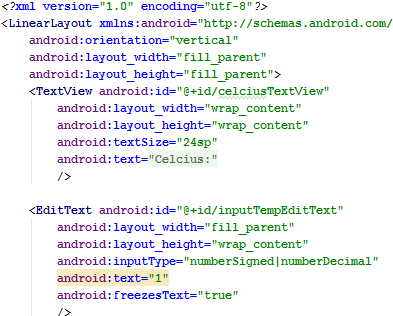 <?xml version="1.0" encoding="utf-8"?>
<LinearLayout xmlns:android="http://schemas.android.com/
    android:orientation="vertical"
    android:layout_width="fill_parent"
    android:layout_height="fill_parent">
    <TextView android:id="@+id/celciusTextView"
        android:layout_width="wrap_content"
        android:layout_height="wrap_content"
        android:textSize="24sp"
        android:text="Celcius:"
        />
    <EditText android:id="@+id/inputTempEditText"
        android:layout_width="fill_parent"
        android:layout_height="wrap_content"
        android:inputType="numberSigned|numberDecimal"
        android:text="1"
        android:freezesText="true"
        />